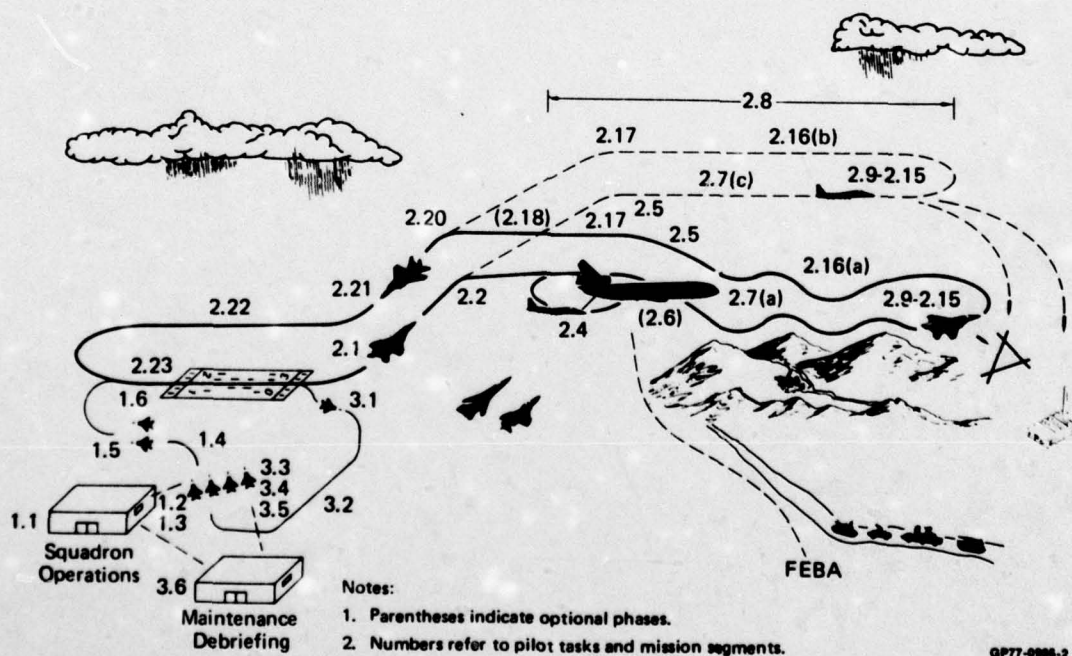 2.8
2.17
2.16(b)
2.7(c)
2.9-2.15
2.5
2.20
(2.18)
2.17
2.5
2.16(a)
2.21
2.2
2.7(a)
2.9-2.15
2.22
2.4
(2.6)
2.1
2.23
1.6
3.1
1.5
1.4
3.3
3.4
3.5
1.2
1.3
3.2
1.1
Squadron
Operations
3.6
FEBA
Maintenance
Debriefing
Notes:
1. Parentheses indicate optional phases.
2. Numbers refer to pilot tasks and mission segments.